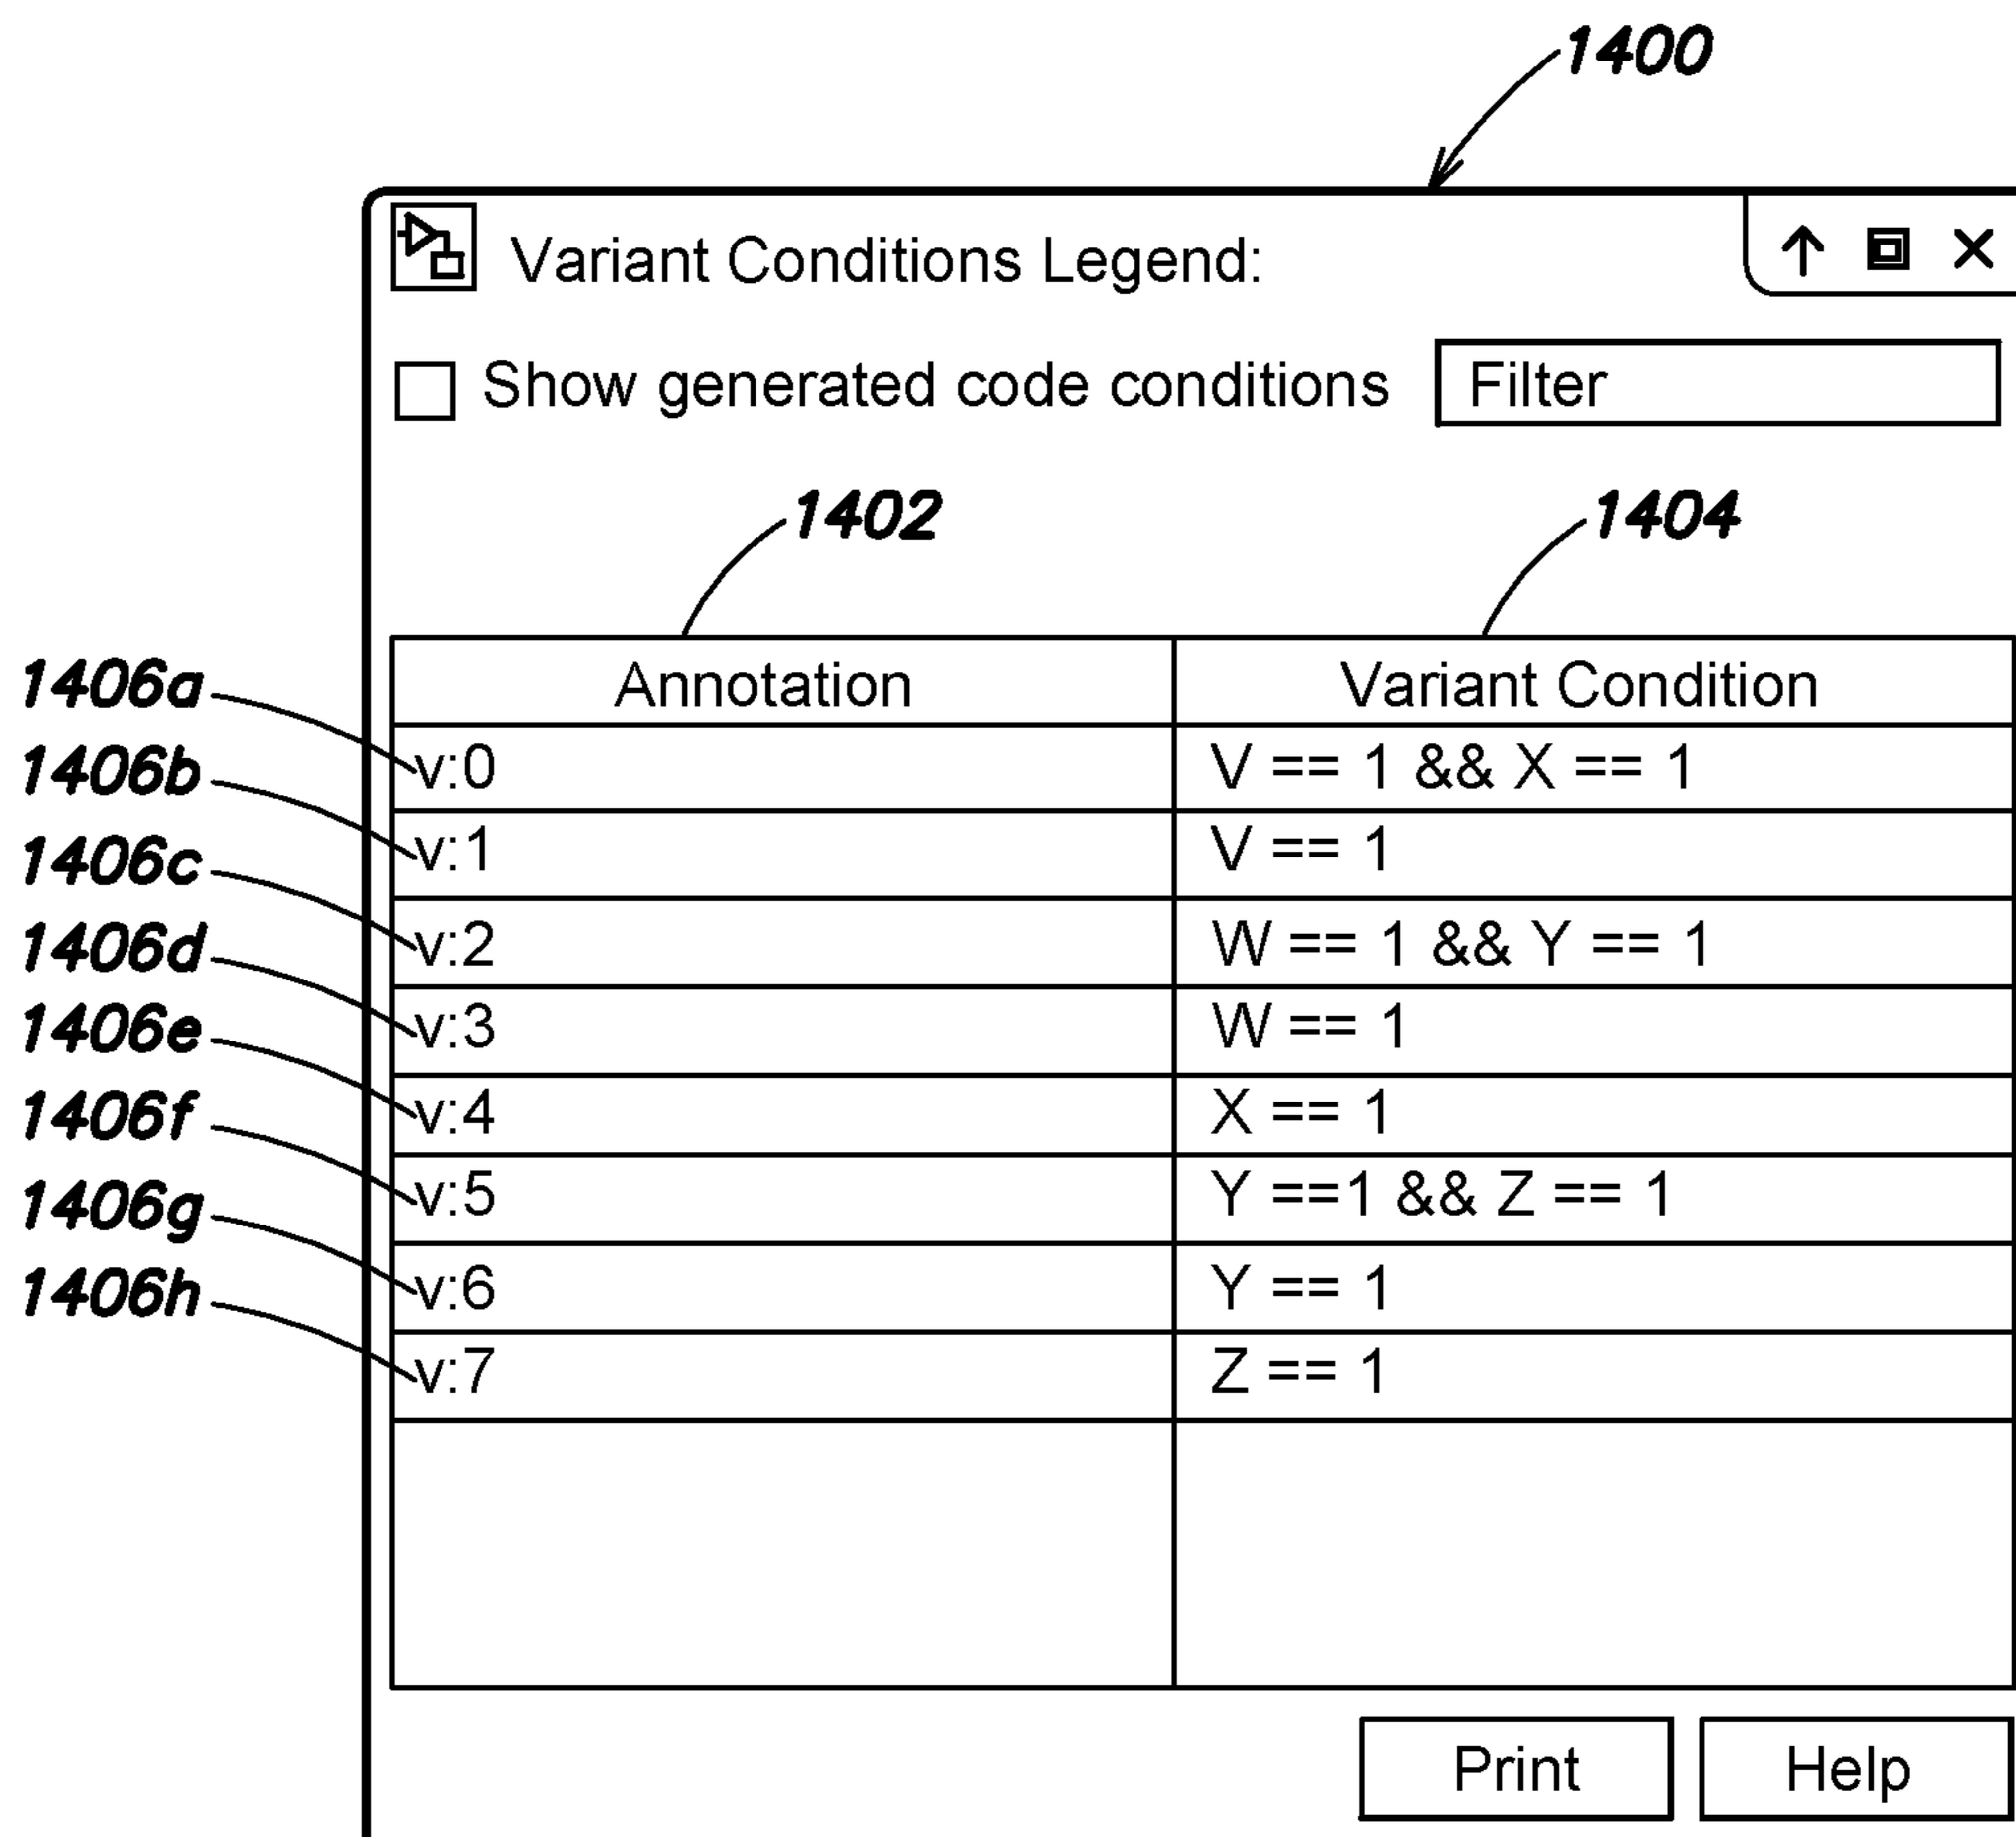 1400
Variant Conditions Legend:
Show generated code conditions Filter
1402 1404
Annotation Variant Condition
1406a v:0 V == 1 && X == 1
1406b v:1 V == 1
1406c v:2 W == 1 && Y == 1
1406d v:3 W == 1
1406e v:4 X == 1
1406f v:5 Y ==1 && Z == 1
1406g v:6 Y == 1
1406h v:7 Z == 1
Print Help